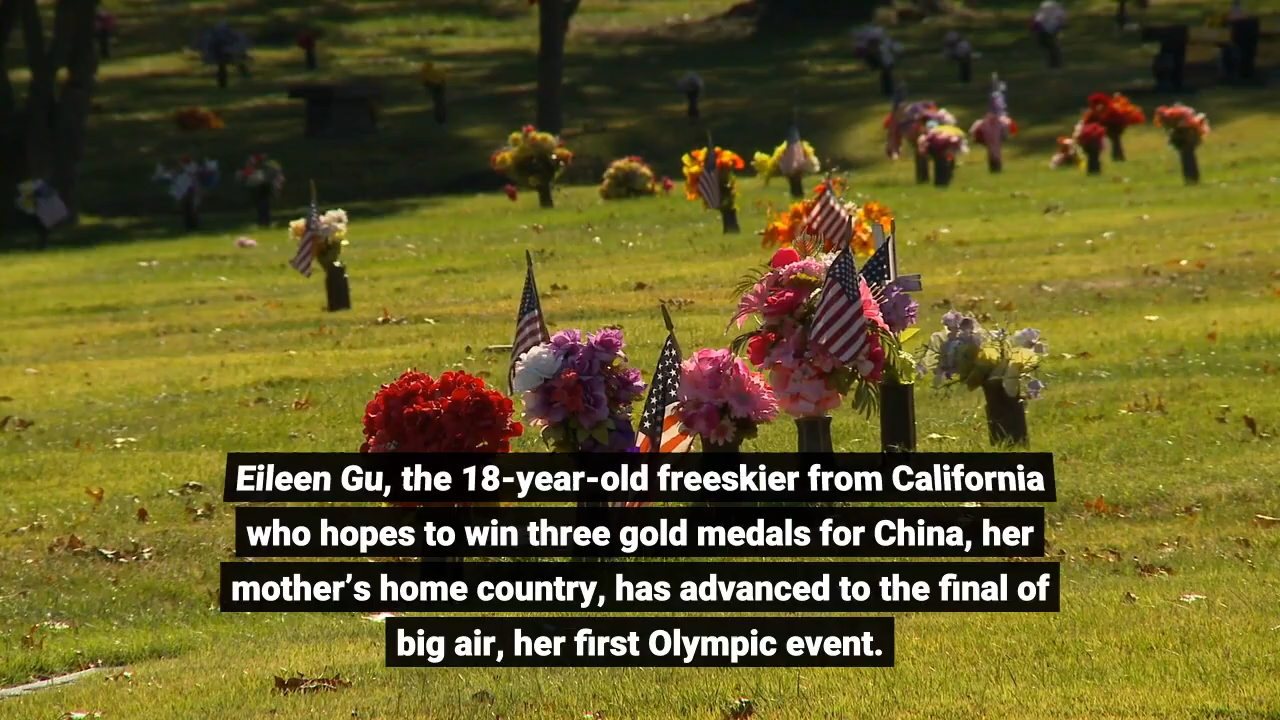 Eileen Gu, the 18-year-old freeskier from California
who hopes to win three gold medals for China, her
mother’s home country, has advanced to the final of
big air, her first Olympic event.